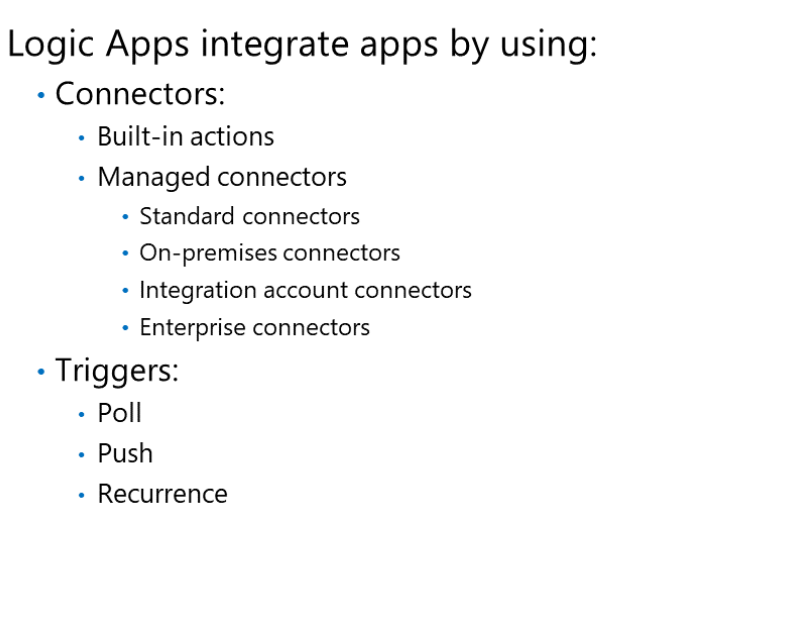 Logic Apps integrate apps by using:
• Connectors:
• Built-in actions
• Managed connectors
• Standard connectors
• On-premises connectors
• Integration account connectors
• Enterprise connectors
• Triggers:
• Poll
• Push
• Recurrence